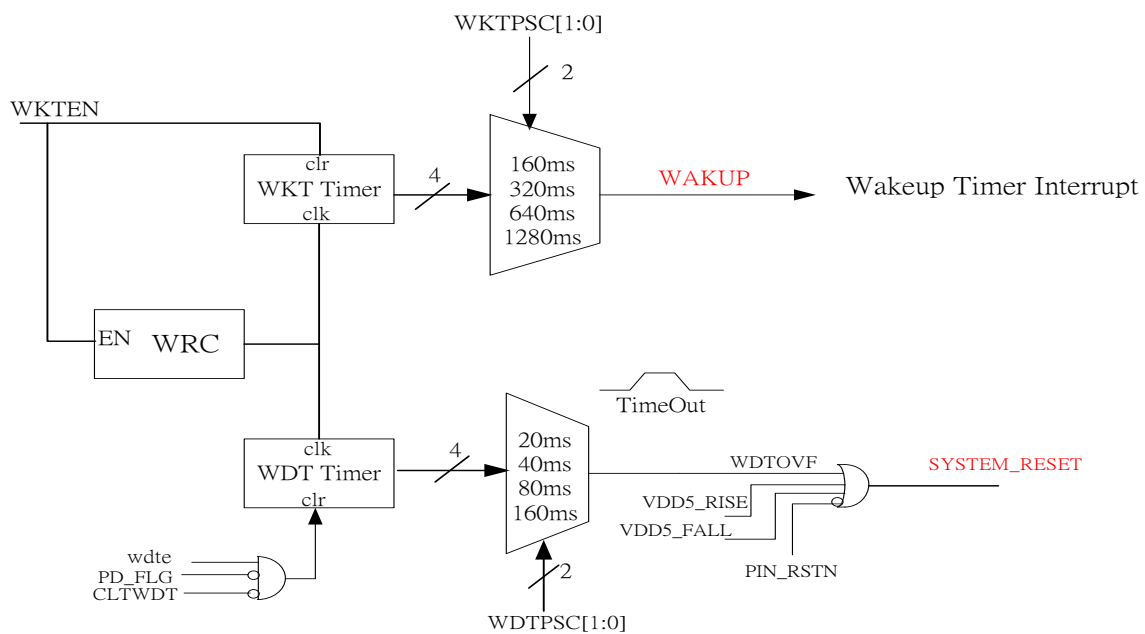 WKTPSC[1:0]
2
WKTEN
clr
WKT Timer
clk
4
160ms
320ms
640ms
1280ms
WAKUP
Wakeup Timer Interrupt
EN
WRC
TimeOut
clk
WDT Timer
clr
4
20ms
40ms
80ms
160ms
WDTOVF
SYSTEM_RESET
VDD5_RISE
VDD5_FALL
PIN_RSTN
wdte
PD_FLG
CLTWDT
2
WDTPSC[1:0]